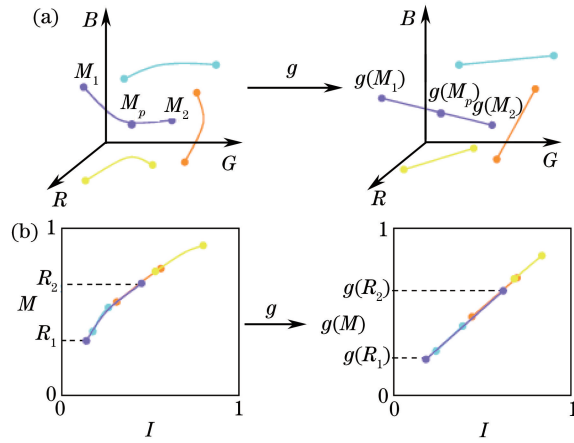 (a)
B
M₁
Mₚ
M₂
G
R
g
B
g(M₁)
g(Mₚ)
g(M₂)
G
R
(b)
1
R₂
M
R₁
0
0
1
I
g
1
g(R₂)
g(M)
g(R₁)
0
0
1
I